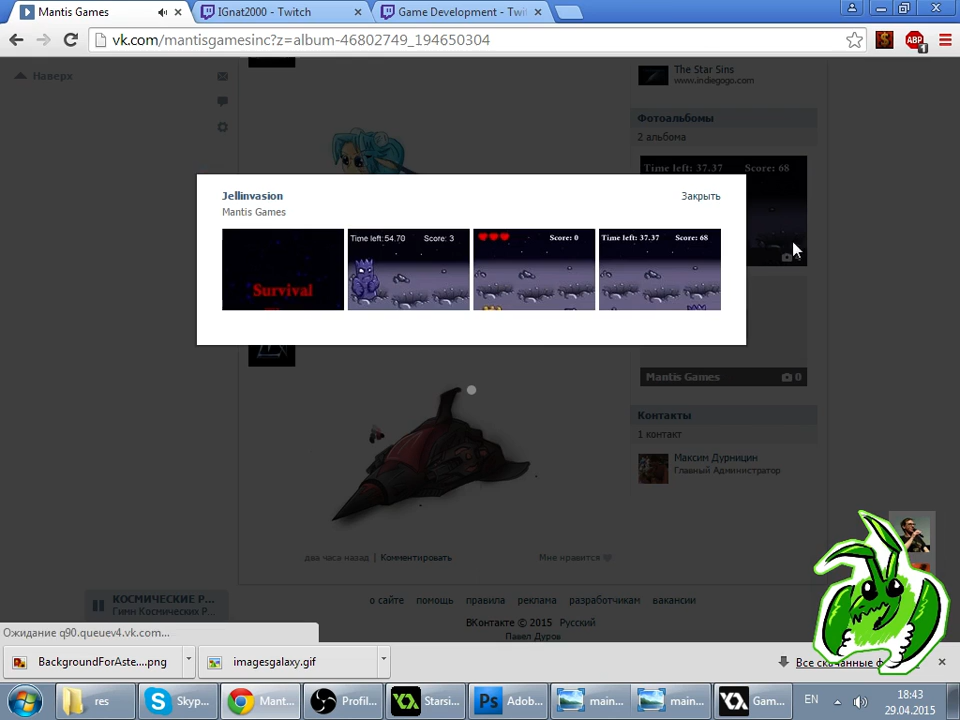 Mantis Games
IGnat2000 - Twitch
Game Development - Twi
vk.com/mantisgamesinc?z=album-46802749_194650304
ABP
1
Наверх
The Star Sins
www.indiegogo.com
Фотоальбомы
2 альбома
Time left: 37.37 Score: 68
Jellinvasion
Закрыть
Mantis Games
Survival
Time left: 54.70 Score: 3
Score: 0
Time left: 37.37 Score: 68
Mantis Games 0
Контакты
1 контакт
Максим Дурницин
Главный Администратор
два часа назад | Комментировать
Мне нравится
КОСМИЧЕСКИЕ Р...
Гимн Космических Р...
о сайте помощь правила реклама разработчикам вакансии
ВКонтакте © 2015 Русский
Павел Дуров
Ожидание q90.queuev4.vk.com...
BackgroundForAste....png
imagesgalaxy.gif
Все скачанные ф
res
Skyp...
Mant...
Profil...
Starsi...
Adob...
main...
main...
Gam...
EN
18:43
29.04.2015